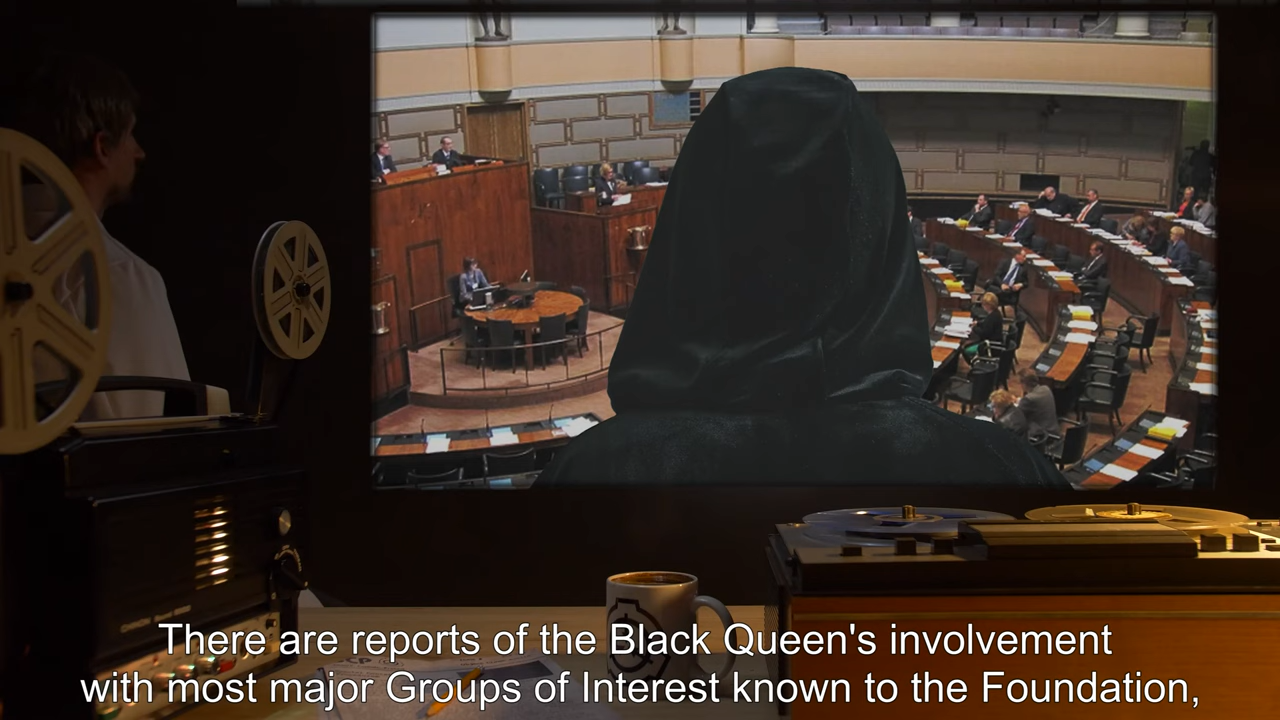 There are reports of the Black Queen's involvement
with most major Groups of Interest known to the Foundation,